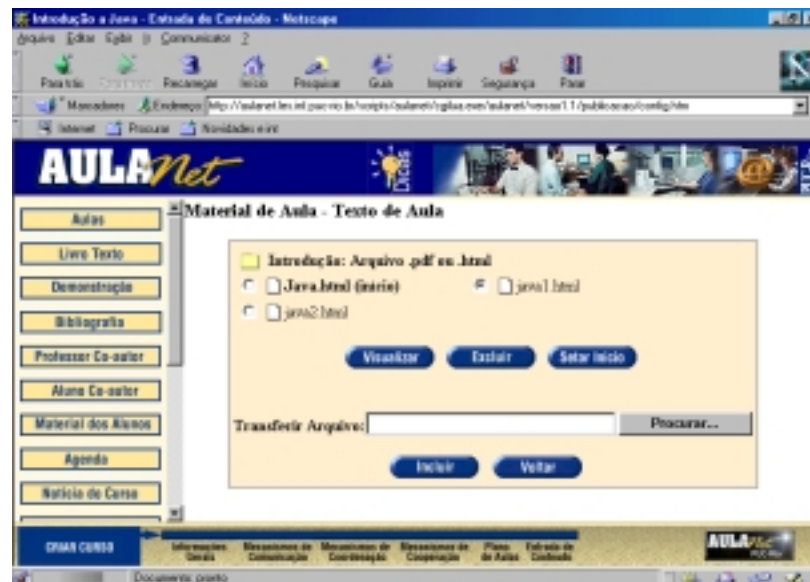 Introdução a Java - Entrada de Conteúdo - Netscape
Arquivo Editar Exibir Ir Communicator ?
Para trás Recarregar Início Pesquisar Guia Imprimir Segurança Parar
Marcadores Endereço
Internet Procurar Novidades e int
AULANet Dicas
Aulas
Livro Texto
Demonstração
Bibliografia
Professor Co-autor
Aluno Co-autor
Material dos Alunos
Agenda
Notícia do Curso
Material de Aula - Texto de Aula
Introdução: Arquivo .pdf ou .html
Java.html (início) java1.html
java2.html
Visualizar Excluir Setar Início
Transferir Arquivo: Procurar...
Incluir Voltar
CRIAR CURSO
Informações Gerais
Mecanismos de Comunicação
Mecanismos de Coordenação
Mecanismos de Cooperação
Plano de Aulas
Entrada de Conteúdo
AULANet
Documento: pronto